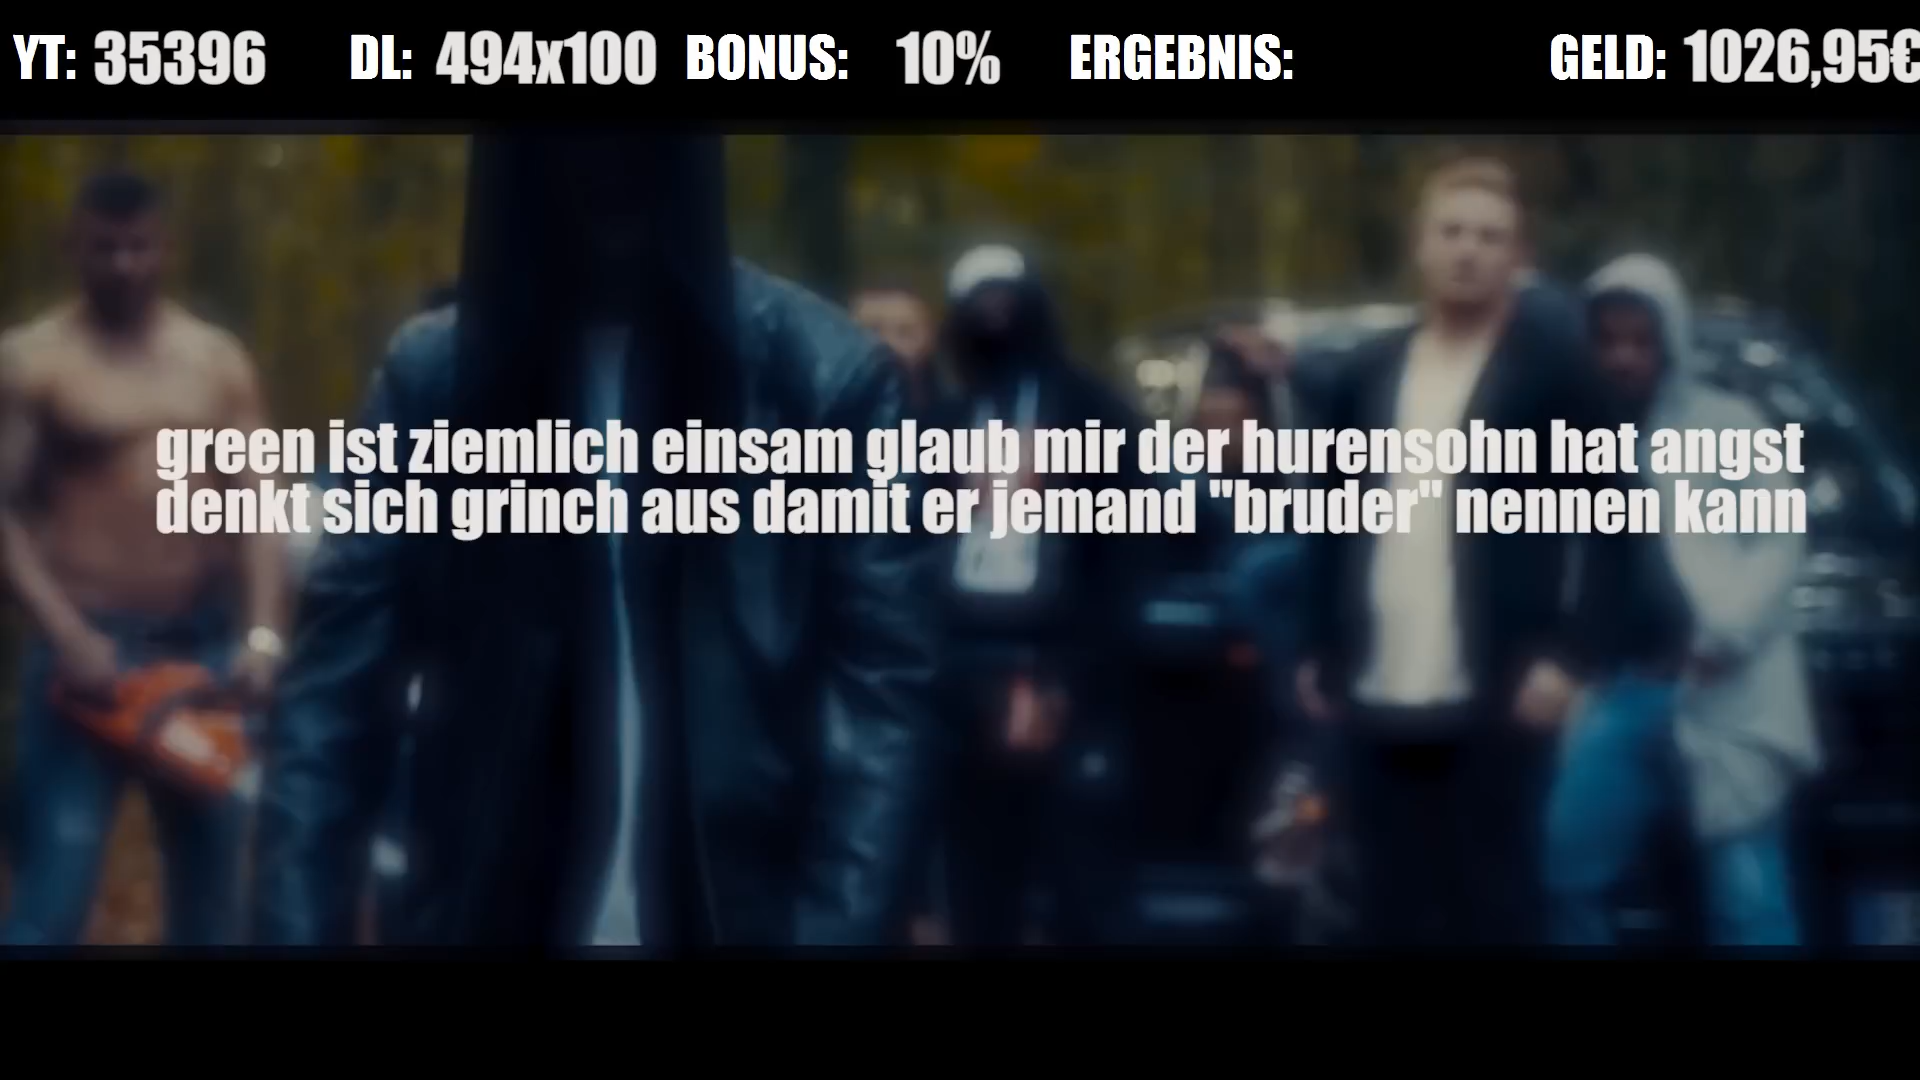 YT: 35396 DL: 494x100 BONUS: 10% ERGEBNIS: GELD: 1026,95€
green ist ziemlich einsam glaub mir der hurensohn hat angst
denkt sich grinch aus damit er jemand "bruder" nennen kann